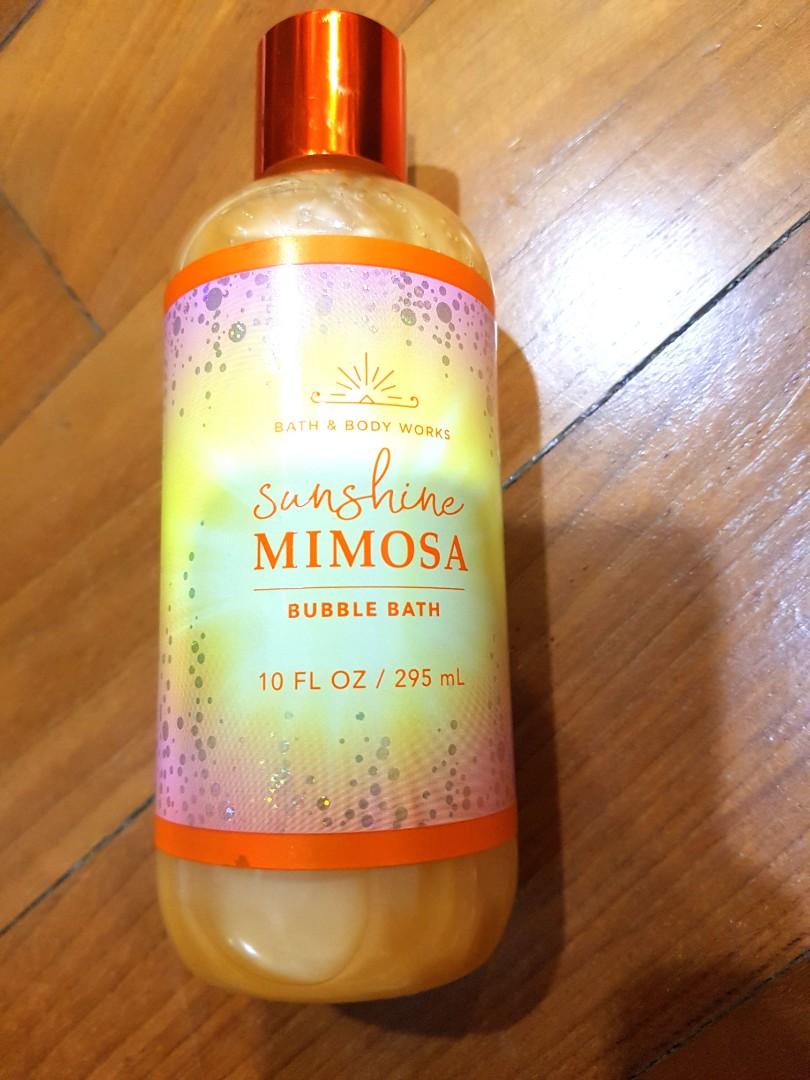 BATH & BODY WORKS
sunshine
MIMOSA
BUBBLE BATH
10 FL OZ / 295 mL